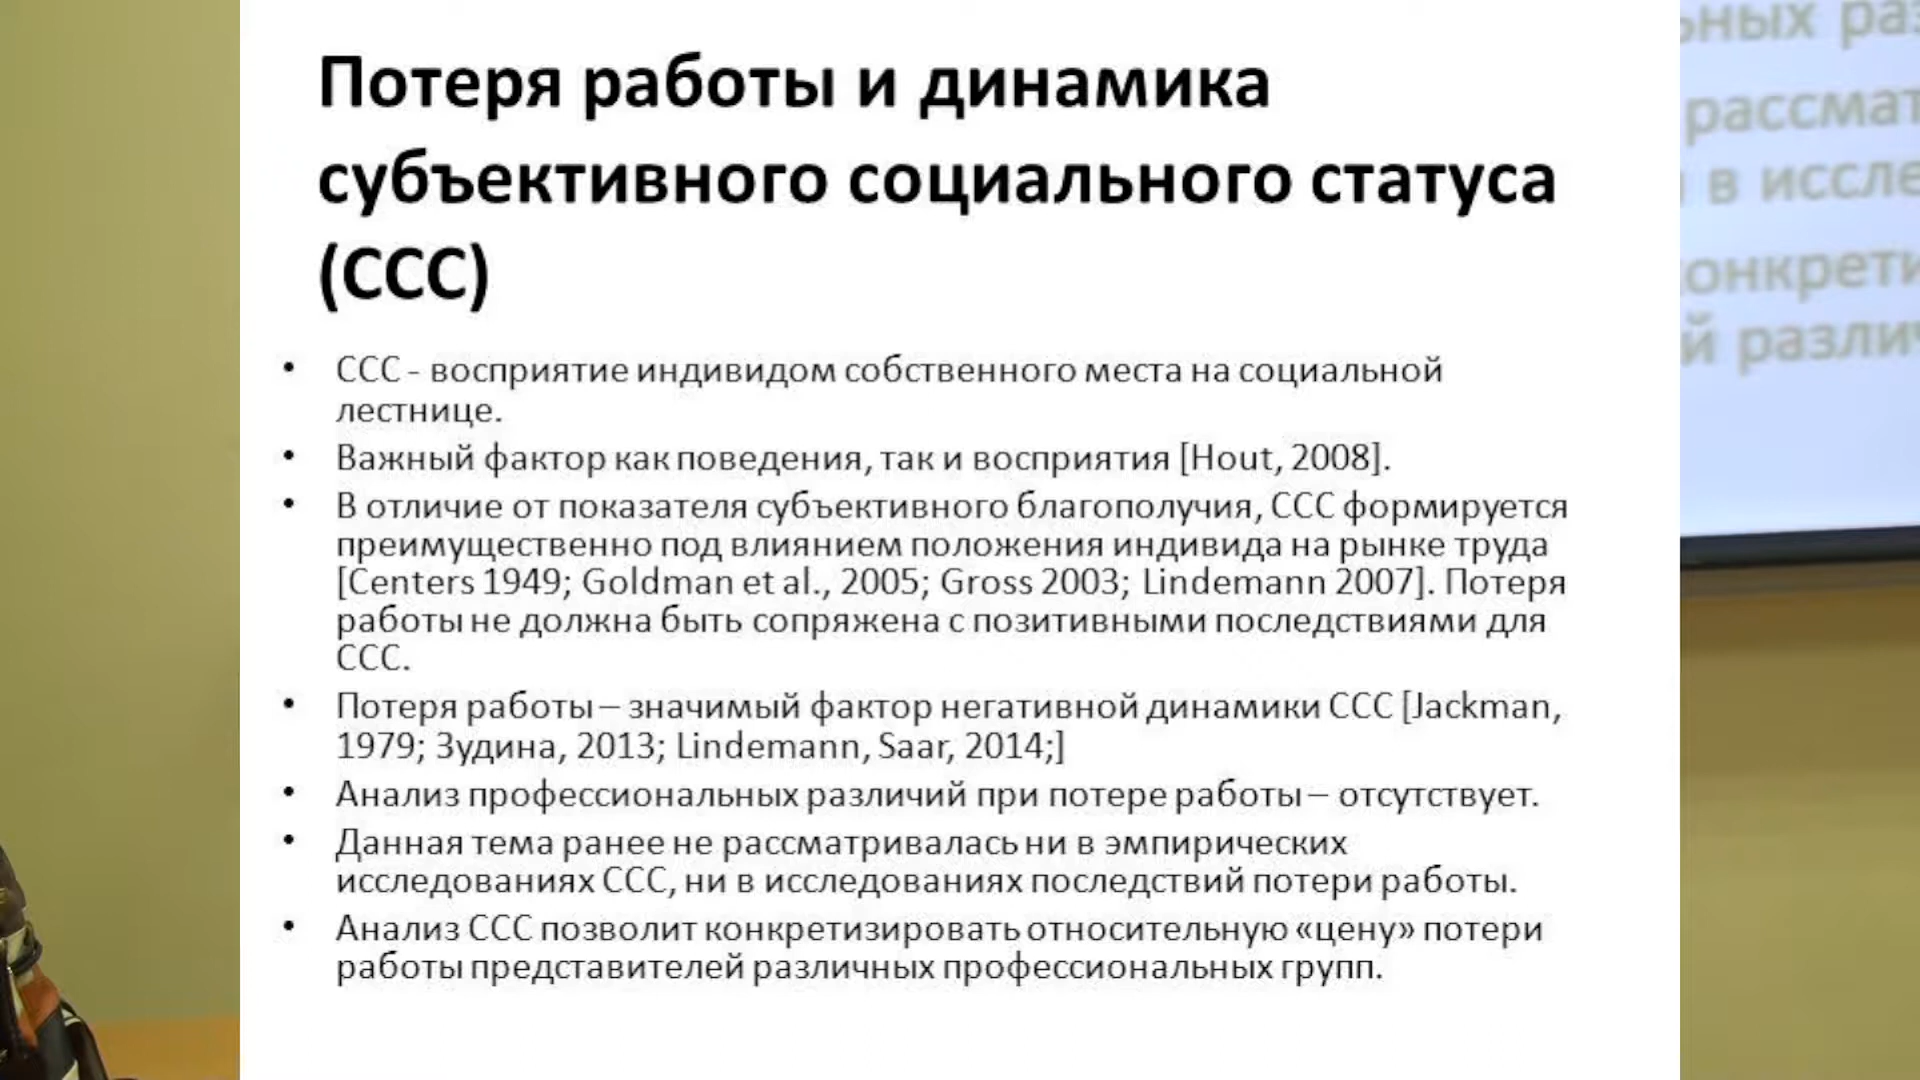 Потеря работы и динамика
субъективного социального статуса
(ССС)
• ССС - восприятие индивидом собственного места на социальной
лестнице.
• Важный фактор как поведения, так и восприятия [Hout, 2008].
• В отличие от показателя субъективного благополучия, ССС формируется
преимущественно под влиянием положения индивида на рынке труда
[Centers 1949; Goldman et al., 2005; Gross 2003; Lindemann 2007]. Потеря
работы не должна быть сопряжена с позитивными последствиями для
ССС.
• Потеря работы – значимый фактор негативной динамики ССС [Jackman,
1979; Зудина, 2013; Lindemann, Saar, 2014;]
• Анализ профессиональных различий при потере работы – отсутствует.
• Данная тема ранее не рассматривалась ни в эмпирических
исследованиях ССС, ни в исследованиях последствий потери работы.
• Анализ ССС позволит конкретизировать относительную «цену» потери
работы представителей различных профессиональных групп.